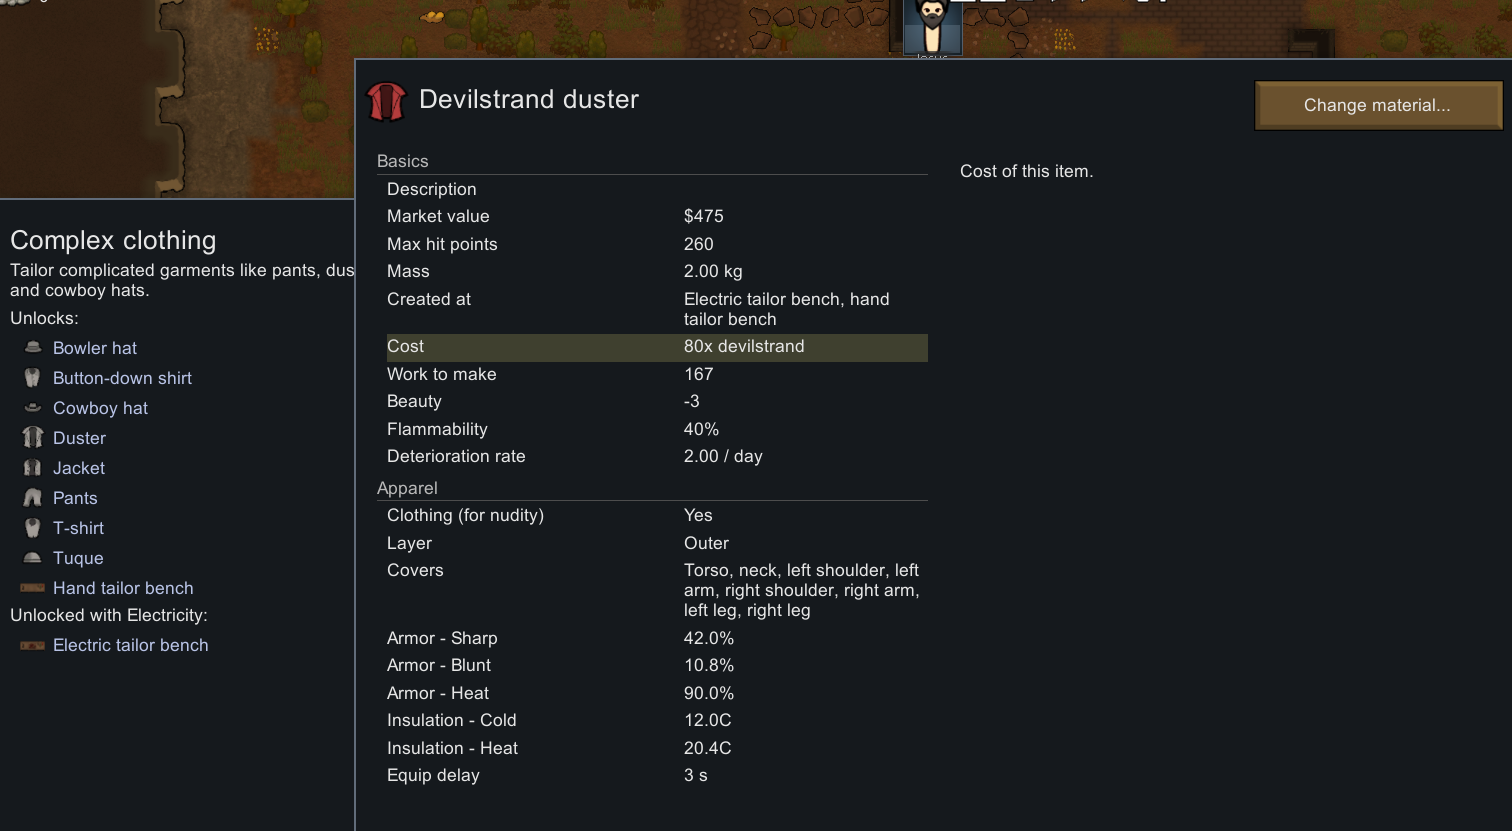 Devilstrand duster
Change material...
Basics
Cost of this item.
Description
Market value $475
Max hit points 260
Mass 2.00 kg
Created at Electric tailor bench, hand
tailor bench
Cost 80x devilstrand
Work to make 167
Beauty -3
Flammability 40%
Deterioration rate 2.00 / day
Apparel
Clothing (for nudity) Yes
Layer Outer
Covers Torso, neck, left shoulder, left
arm, right shoulder, right arm,
left leg, right leg
Armor - Sharp 42.0%
Armor - Blunt 10.8%
Armor - Heat 90.0%
Insulation - Cold 12.0C
Insulation - Heat 20.4C
Equip delay 3 s
Complex clothing
Tailor complicated garments like pants, dus
and cowboy hats.
Unlocks:
Bowler hat
Button-down shirt
Cowboy hat
Duster
Jacket
Pants
T-shirt
Tuque
Hand tailor bench
Unlocked with Electricity:
Electric tailor bench